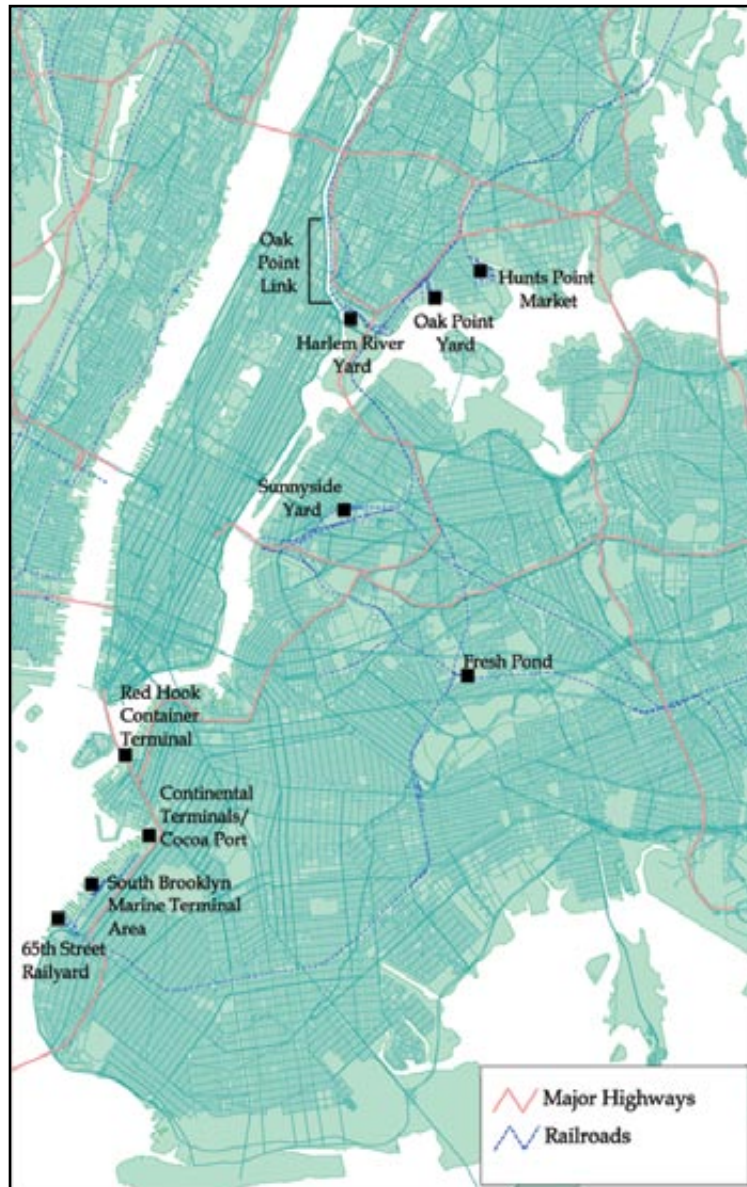 Oak
Point
Link
Hunts Point
Market
Oak Point
Yard
Harlem River
Yard
Sunnyside
Yard
Fresh Pond
Red Hook
Container
Terminal
Continental
Terminals/
Cocoa Port
South Brooklyn
Marine Terminal
Area
65th Street
Railyard
Major Highways
Railroads